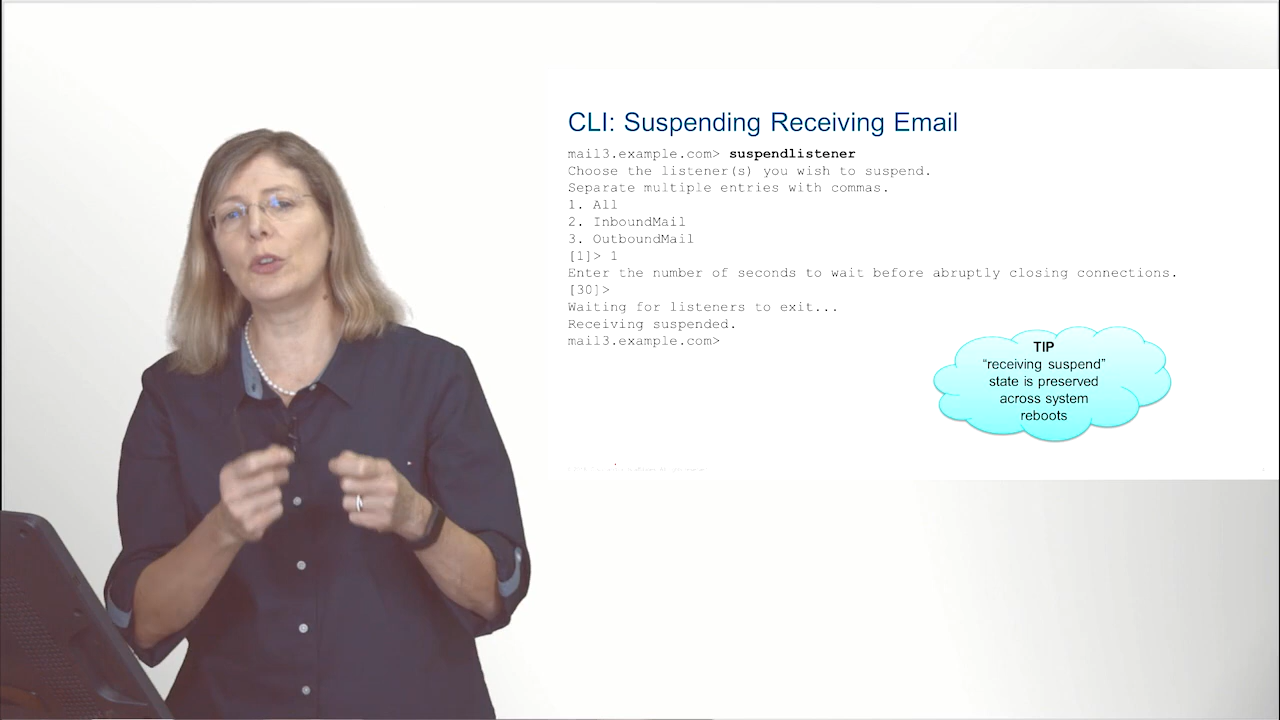 CLI: Suspending Receiving Email
mail3.example.com> suspendlistener
Choose the listener(s) you wish to suspend.
Separate multiple entries with commas.
1. All
2. InboundMail
3. OutboundMail
[1]> 1
Enter the number of seconds to wait before abruptly closing connections.
[30]>
Waiting for listeners to exit...
Receiving suspended.
mail3.example.com>
TIP
“receiving suspend”
state is preserved
across system
reboots